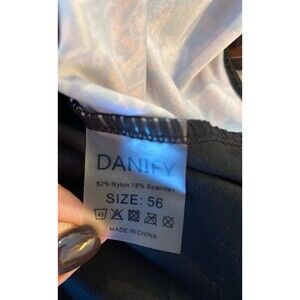 DANIFY
82% Nylon 18% Spandex
SIZE: 56
MADE IN CHINA